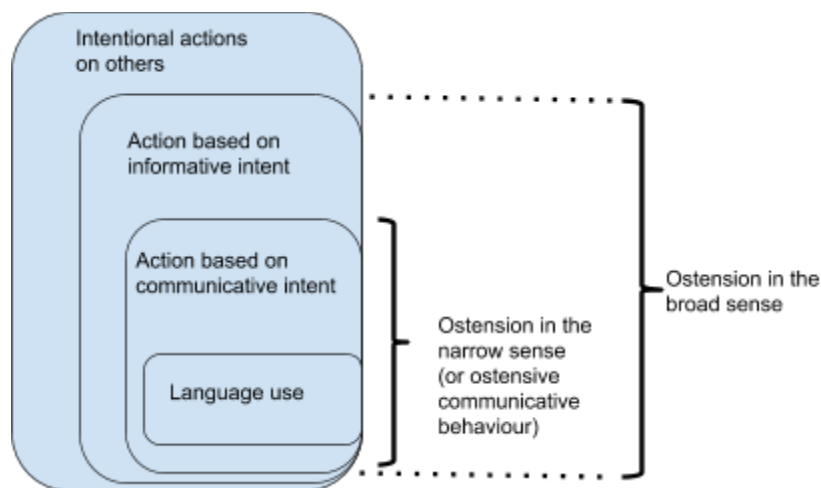 Intentional actions
on others
Action based on
informative intent
Action based on
communicative intent
Language use
Ostension in the
narrow sense
(or ostensive
communicative
behaviour)
Ostension in the
broad sense